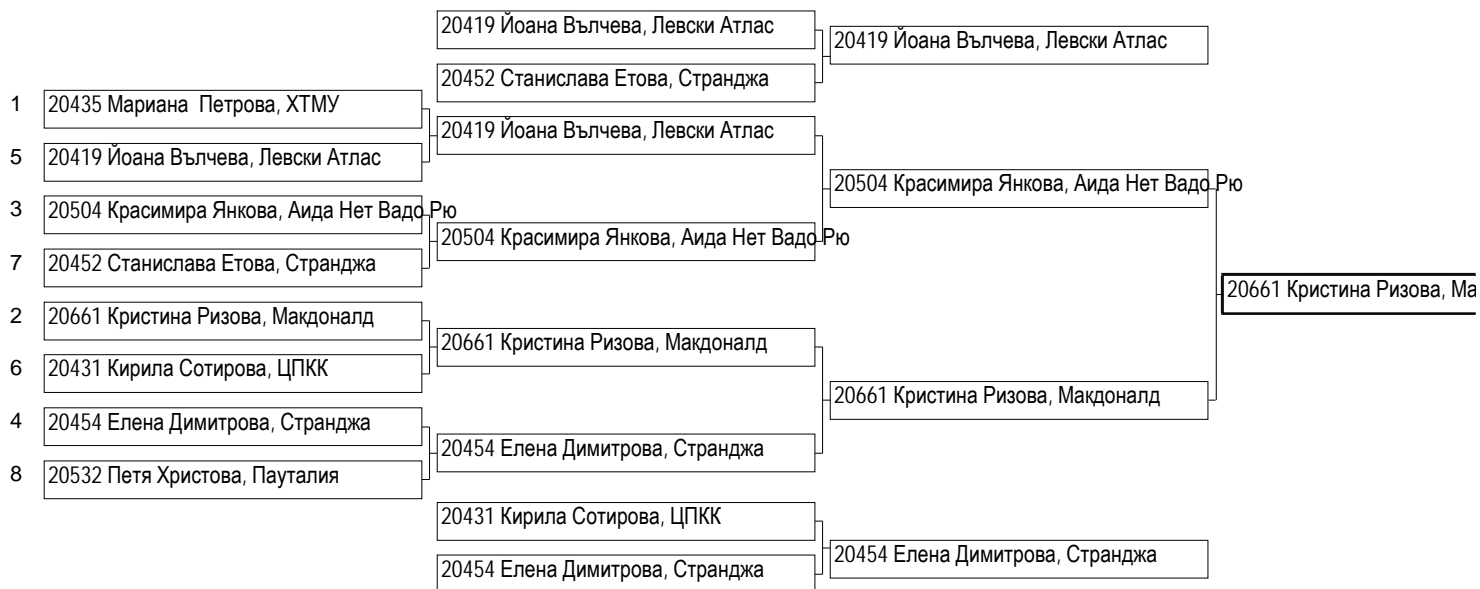 20419 Йоана Вълчева, Левски Атлас
20419 Йоана Вълчева, Левски Атлас
20452 Станислава Етова, Странджа
1 20435 Мариана  Петрова, ХТМУ
20419 Йоана Вълчева, Левски Атлас
5 20419 Йоана Вълчева, Левски Атлас
20504 Красимира Янкова, Аида Нет Вадо Рю
3 20504 Красимира Янкова, Аида Нет Вадо Рю
20504 Красимира Янкова, Аида Нет Вадо Рю
7 20452 Станислава Етова, Странджа
20661 Кристина Ризова, Ма
2 20661 Кристина Ризова, Макдоналд
20661 Кристина Ризова, Макдоналд
6 20431 Кирила Сотирова, ЦПКК
20661 Кристина Ризова, Макдоналд
4 20454 Елена Димитрова, Странджа
20454 Елена Димитрова, Странджа
8 20532 Петя Христова, Пауталия
20431 Кирила Сотирова, ЦПКК
20454 Елена Димитрова, Странджа
20454 Елена Димитрова, Странджа